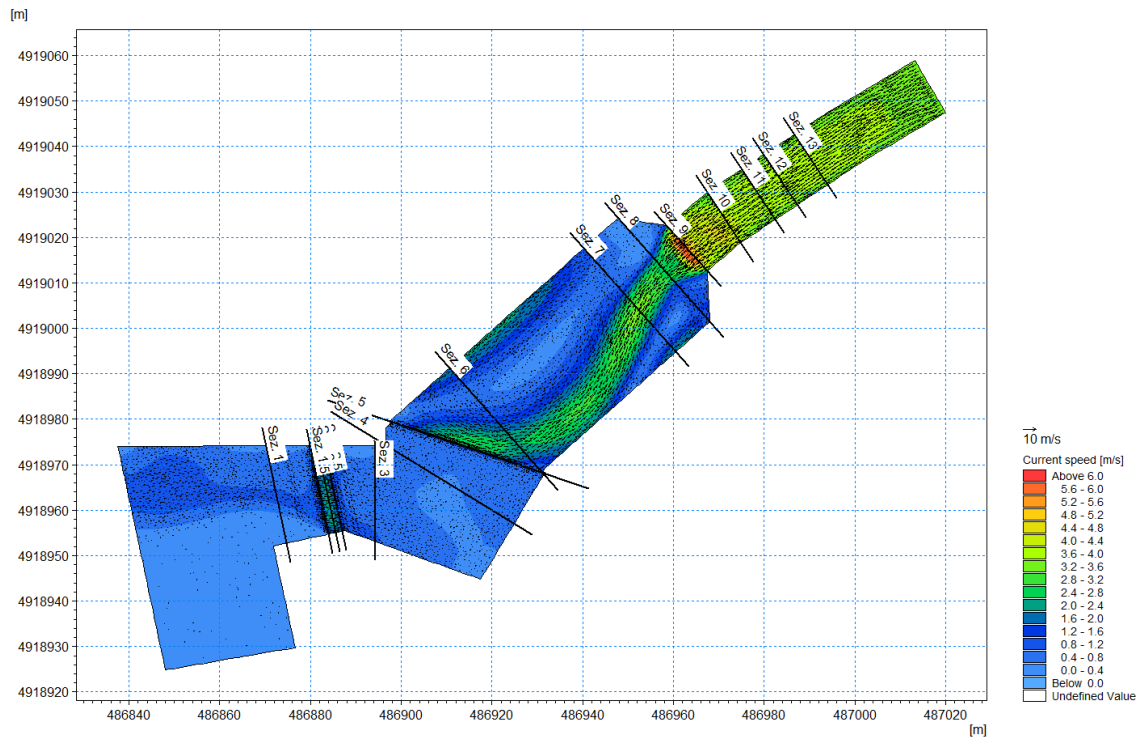 [m]
4919060
4919050
4919040
4919030
4919020
4919010
4919000
4918990
4918980
4918970
4918960
4918950
4918940
4918930
4918920
486840 486860 486880 486900 486920 486940 486960 486980 487000 487020
[m]
Sez. 1
Sez. 1.5
Sez. 3
Sez. 4
Sez. 5
Sez. 6
Sez. 7
Sez. 8
Sez. 9
Sez. 10
Sez. 11
Sez. 12
Sez. 13
10 m/s
Current speed [m/s]
Above 6.0
5.6 - 6.0
5.2 - 5.6
4.8 - 5.2
4.4 - 4.8
4.0 - 4.4
3.6 - 4.0
3.2 - 3.6
2.8 - 3.2
2.4 - 2.8
2.0 - 2.4
1.6 - 2.0
1.2 - 1.6
0.8 - 1.2
0.4 - 0.8
0.0 - 0.4
Below 0.0
Undefined Value